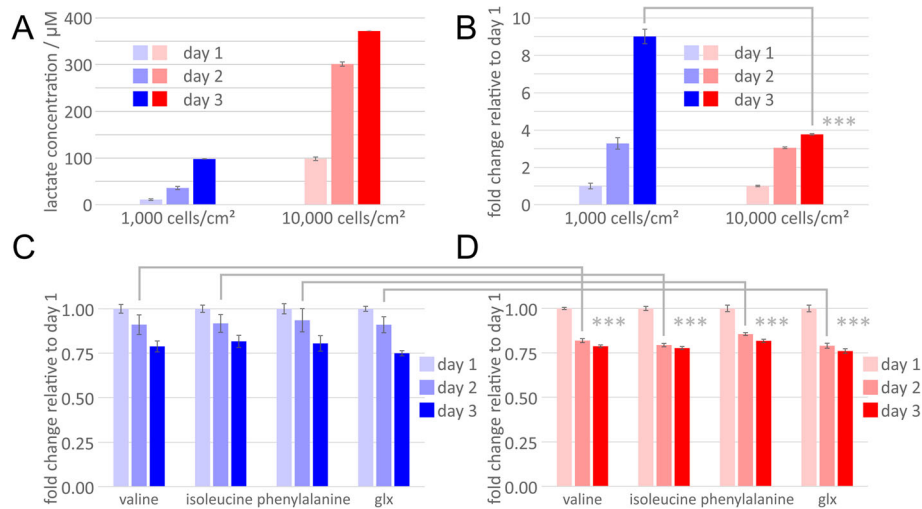 A
lactate concentration / µM
400
300
200
100
0
day 1
day 2
day 3
1,000 cells/cm²
10,000 cells/cm²
B
fold change relative to day 1
10
8
6
4
2
0
day 1
day 2
day 3
***
1,000 cells/cm²
10,000 cells/cm²
C
fold change relative to day 1
1.00
0.75
0.50
0.25
0.00
day 1
day 2
day 3
valine
isoleucine
phenylalanine
glx
D
fold change relative to day 1
1.00
0.75
0.50
0.25
0.00
***
***
***
***
day 1
day 2
day 3
valine
isoleucine
phenylalanine
glx